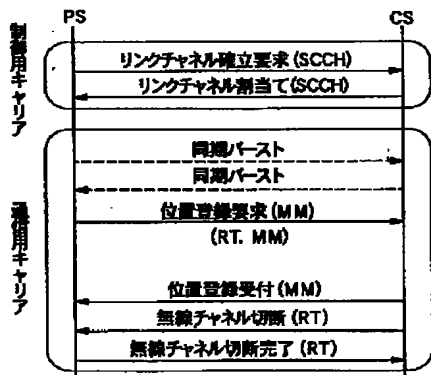 PS
CS
制御用キャリア
リンクチャネル確立要求(SCCH)
リンクチャネル割当て(SCCH)
通信用キャリア
同期バースト
同期バースト
位置登録要求(MM)
(RT, MM)
位置登録受付(MM)
無線チャネル切断(RT)
無線チャネル切断完了(RT)